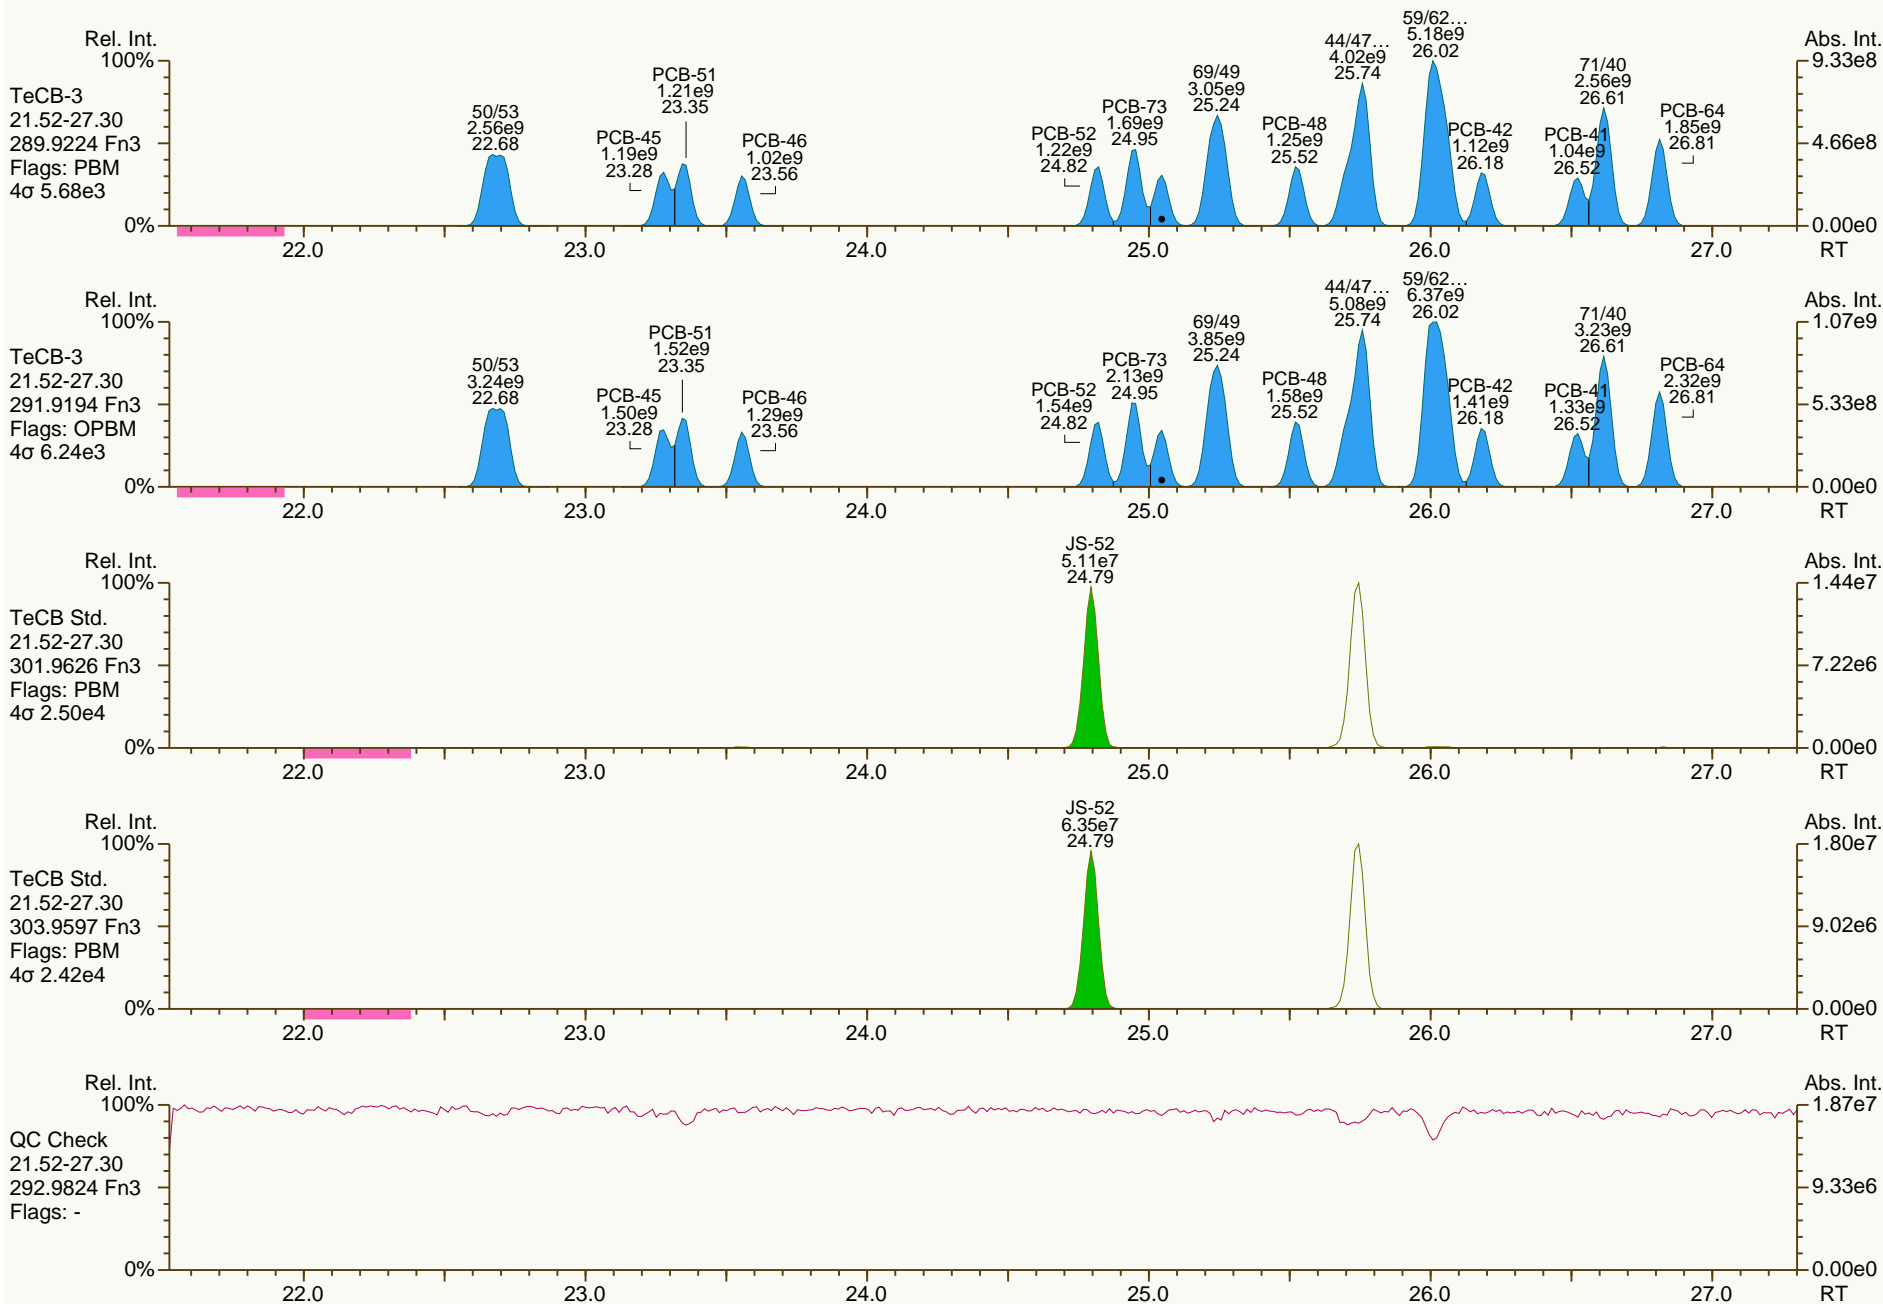 Rel. Int.
100%
0%
TeCB-3
21.52-27.30
289.9224 Fn3
Flags: PBM
4σ 5.68e3
50/53
2.56e9
22.68
PCB-45
1.19e9
23.28
PCB-51
1.21e9
23.35
PCB-46
1.02e9
23.56
PCB-52
1.22e9
24.82
PCB-73
1.69e9
24.95
69/49
3.05e9
25.24
PCB-48
1.25e9
25.52
44/47...
4.02e9
25.74
59/62...
5.18e9
26.02
PCB-42
1.12e9
26.18
PCB-41
1.04e9
26.52
71/40
2.56e9
26.61
PCB-64
1.85e9
26.81
Abs. Int.
9.33e8
4.66e8
0.00e0
22.0 23.0 24.0 25.0 26.0 27.0 RT
Rel. Int.
100%
0%
TeCB-3
21.52-27.30
291.9194 Fn3
Flags: OPBM
4σ 6.24e3
50/53
3.24e9
22.68
PCB-45
1.50e9
23.28
PCB-51
1.52e9
23.35
PCB-46
1.29e9
23.56
PCB-52
1.54e9
24.82
PCB-73
2.13e9
24.95
69/49
3.85e9
25.24
PCB-48
1.58e9
25.52
44/47...
5.08e9
25.74
59/62...
6.37e9
26.02
PCB-42
1.41e9
26.18
PCB-41
1.33e9
26.52
71/40
3.23e9
26.61
PCB-64
2.32e9
26.81
Abs. Int.
1.07e9
5.33e8
0.00e0
22.0 23.0 24.0 25.0 26.0 27.0 RT
Rel. Int.
100%
0%
TeCB Std.
21.52-27.30
301.9626 Fn3
Flags: PBM
4σ 2.50e4
JS-52
5.11e7
24.79
Abs. Int.
1.44e7
7.22e6
0.00e0
22.0 23.0 24.0 25.0 26.0 27.0 RT
Rel. Int.
100%
0%
TeCB Std.
21.52-27.30
303.9597 Fn3
Flags: PBM
4σ 2.42e4
JS-52
6.35e7
24.79
Abs. Int.
1.80e7
9.02e6
0.00e0
22.0 23.0 24.0 25.0 26.0 27.0 RT
Rel. Int.
100%
0%
QC Check
21.52-27.30
292.9824 Fn3
Flags: -
Abs. Int.
1.87e7
9.33e6
0.00e0
22.0 23.0 24.0 25.0 26.0 27.0 RT